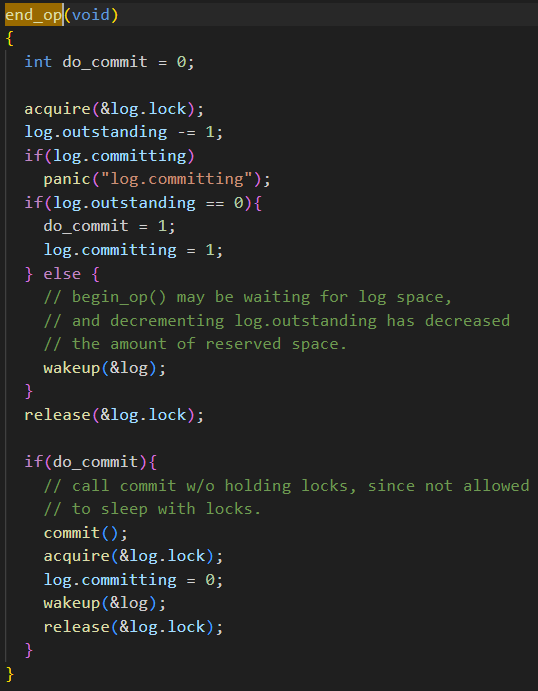 end_op(void)
{
  int do_commit = 0;

  acquire(&log.lock);
  log.outstanding -= 1;
  if(log.committing)
    panic("log.committing");
  if(log.outstanding == 0){
    do_commit = 1;
    log.committing = 1;
  } else {
    // begin_op() may be waiting for log space,
    // and decrementing log.outstanding has decreased
    // the amount of reserved space.
    wakeup(&log);
  }
  release(&log.lock);

  if(do_commit){
    // call commit w/o holding locks, since not allowed
    // to sleep with locks.
    commit();
    acquire(&log.lock);
    log.committing = 0;
    wakeup(&log);
    release(&log.lock);
  }
}